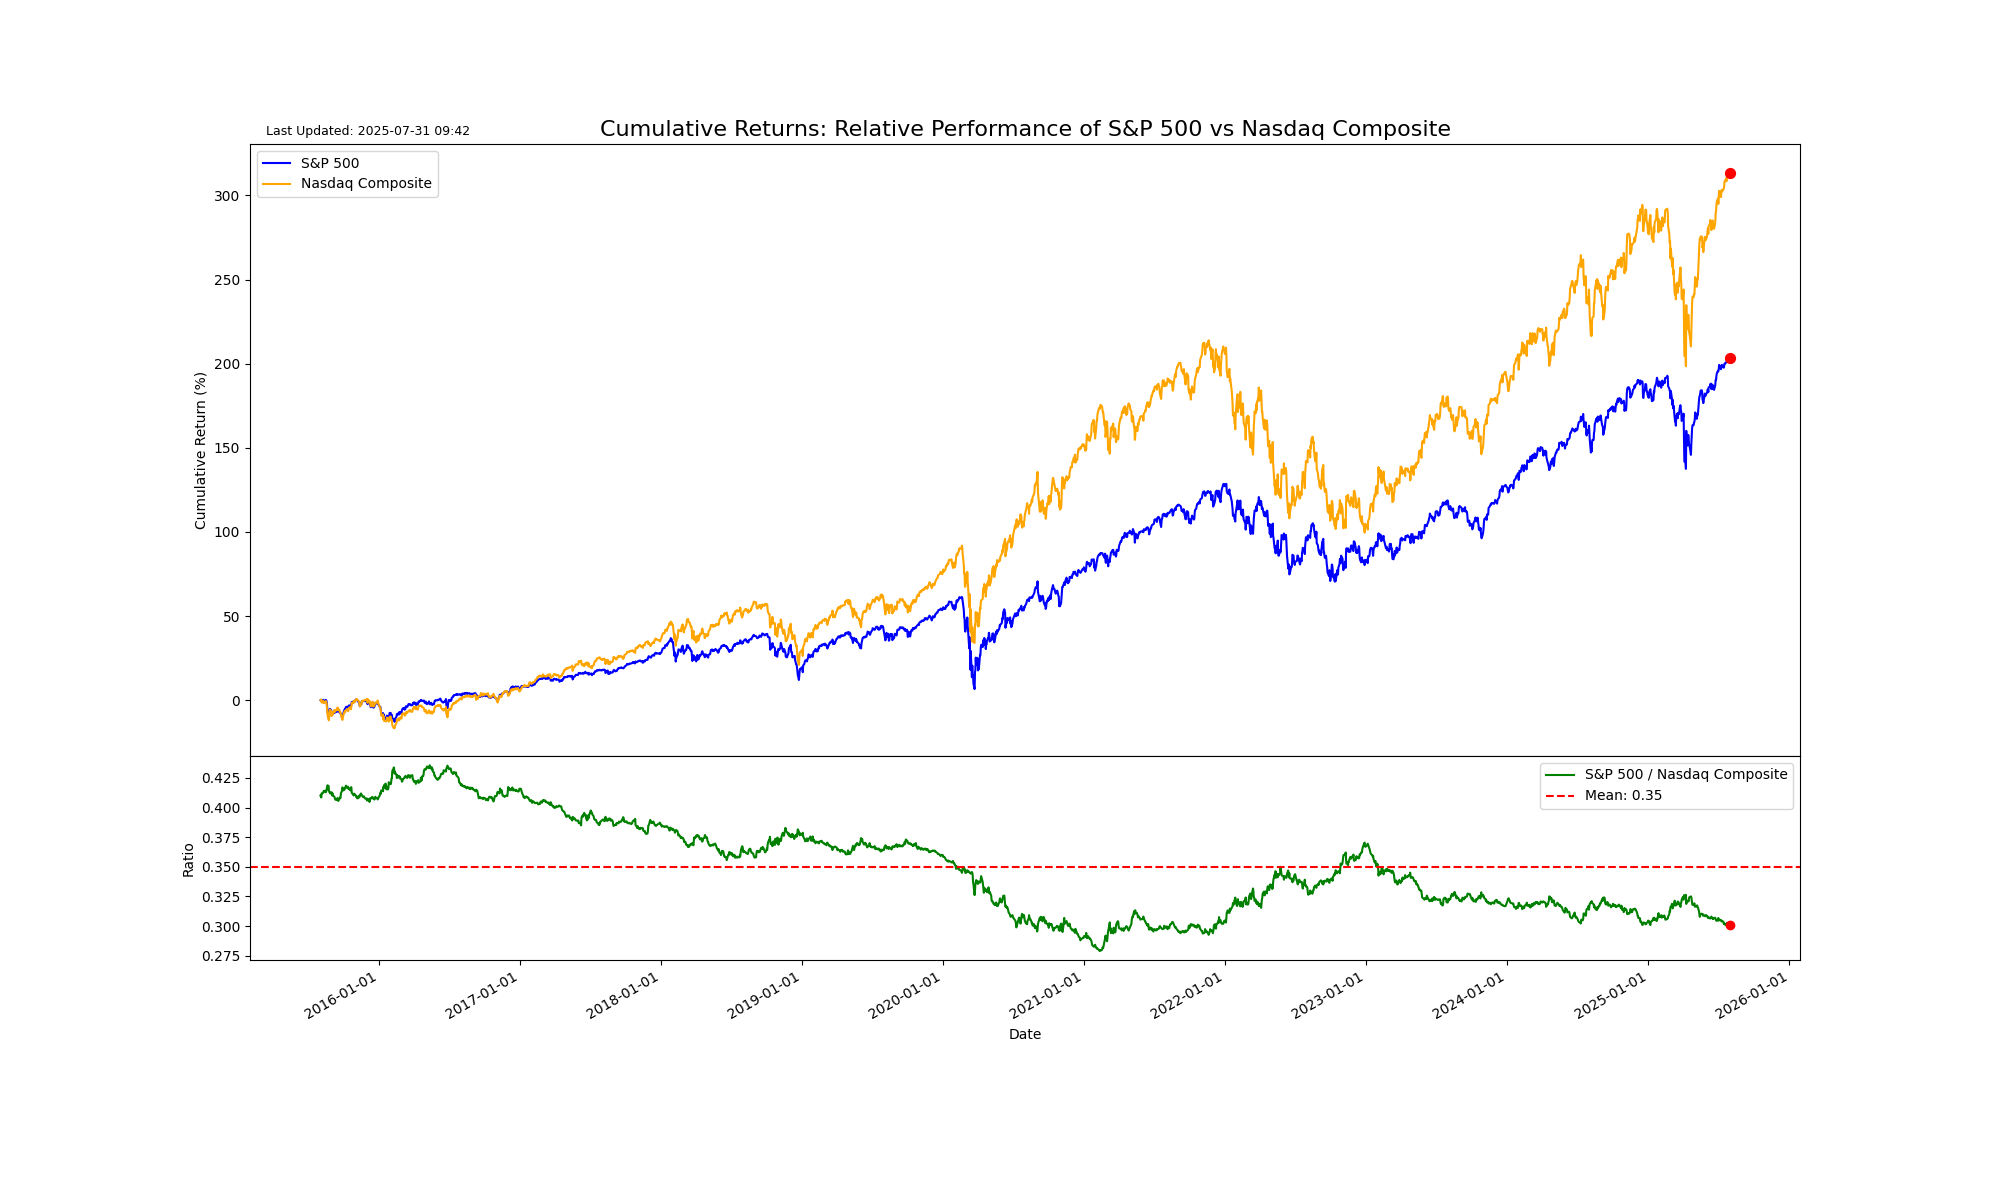 Last Updated: 2025-07-31 09:42
Cumulative Returns: Relative Performance of S&P 500 vs Nasdaq Composite
S&P 500
Nasdaq Composite
300
250
200
150
100
50
0
Cumulative Return (%)
S&P 500 / Nasdaq Composite
Mean: 0.35
0.425
0.400
0.375
0.350
0.325
0.300
0.275
Ratio
2016-01-01
2017-01-01
2018-01-01
2019-01-01
2020-01-01
2021-01-01
2022-01-01
2023-01-01
2024-01-01
2025-01-01
2026-01-01
Date